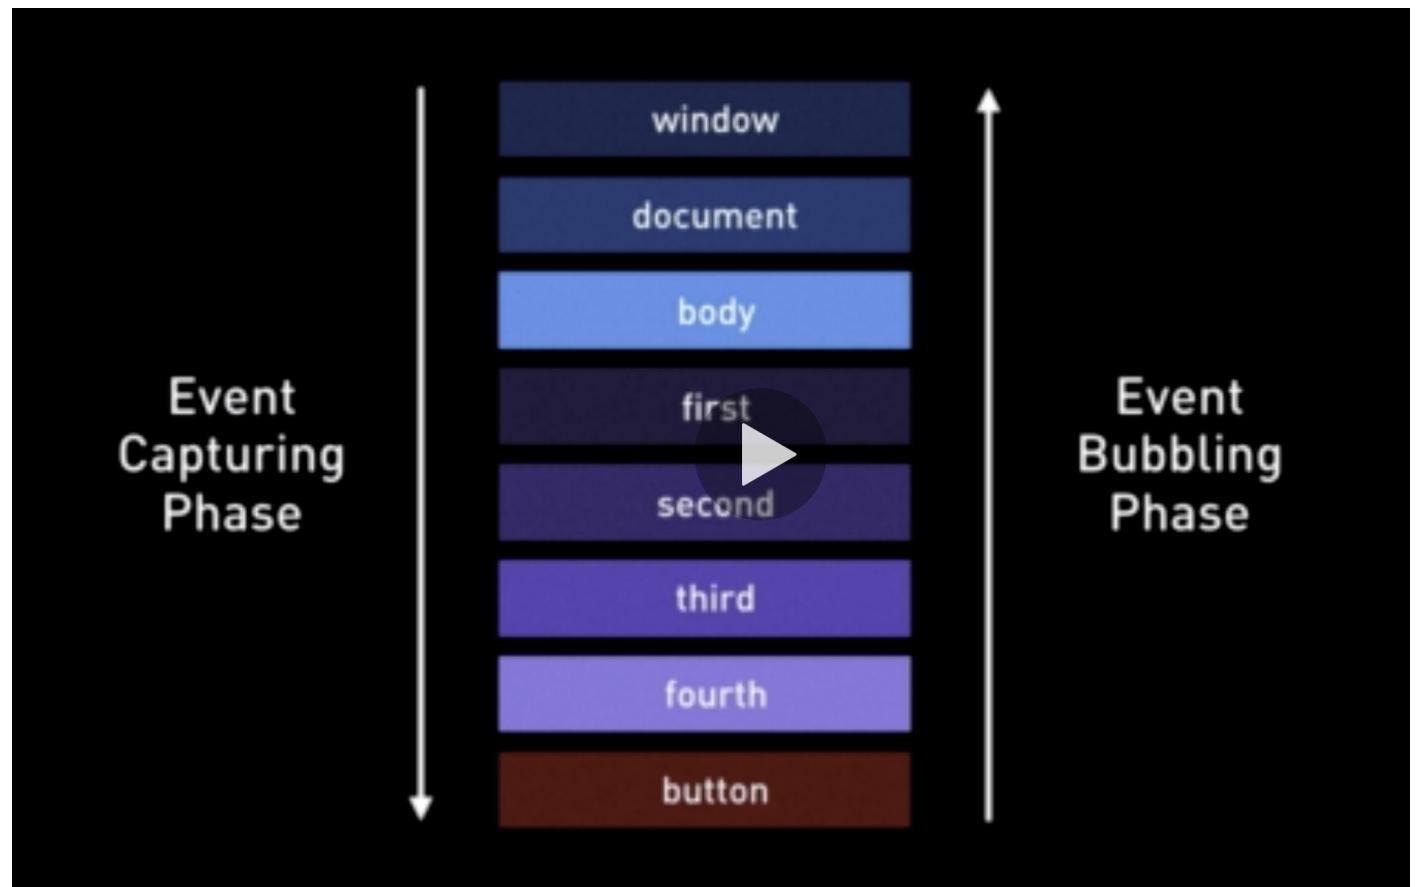 window
document
body
first
second
third
fourth
button
Event
Capturing
Phase
Event
Bubbling
Phase